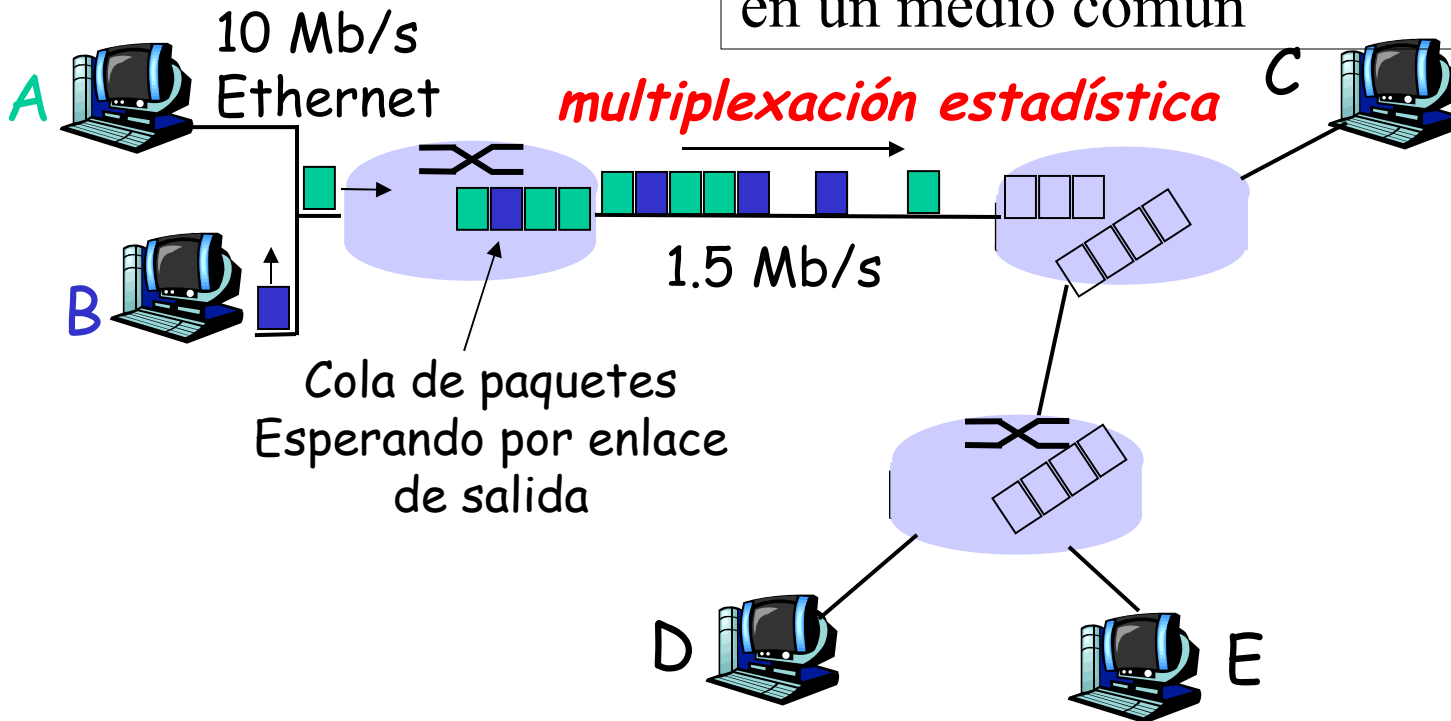 en un medio común
10 Mb/s
Ethernet
A
multiplexación estadística
C
1.5 Mb/s
B
Cola de paquetes
Esperando por enlace
de salida
D
E